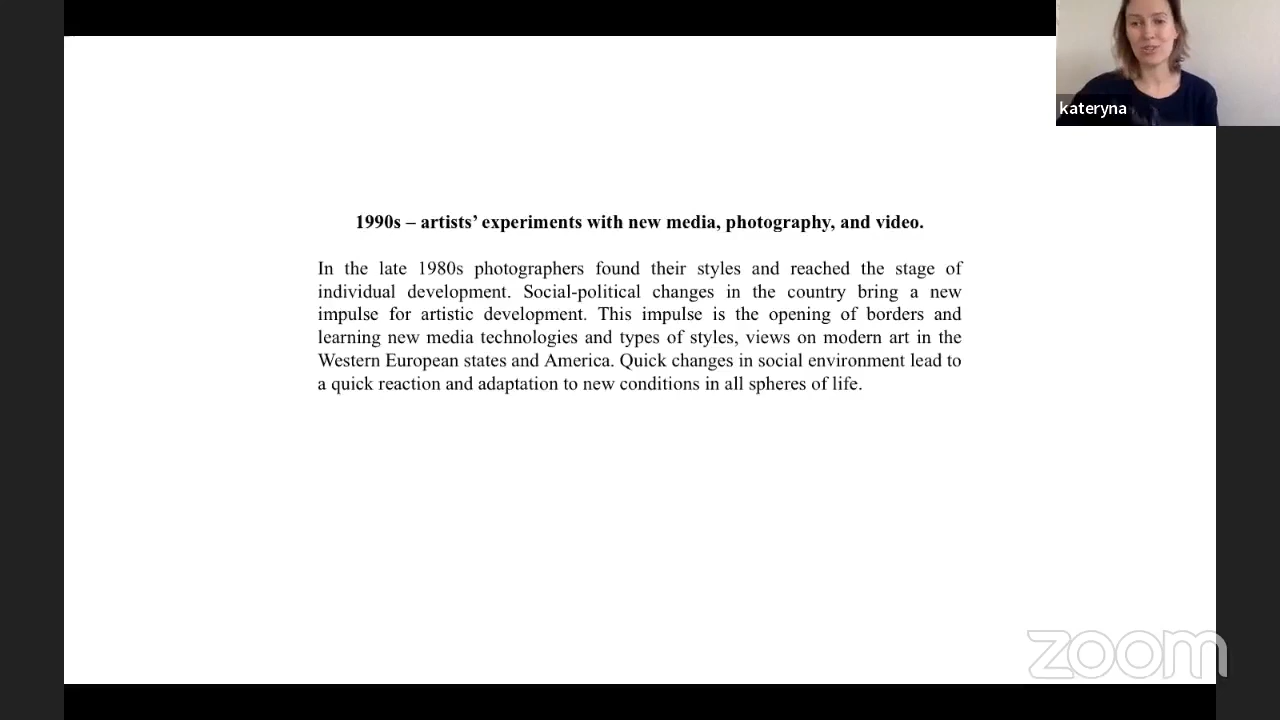 kateryna
1990s – artists’ experiments with new media, photography, and video.
In the late 1980s photographers found their styles and reached the stage of
individual development. Social-political changes in the country bring a new
impulse for artistic development. This impulse is the opening of borders and
learning new media technologies and types of styles, views on modern art in the
Western European states and America. Quick changes in social environment lead to
a quick reaction and adaptation to new conditions in all spheres of life.
zoom